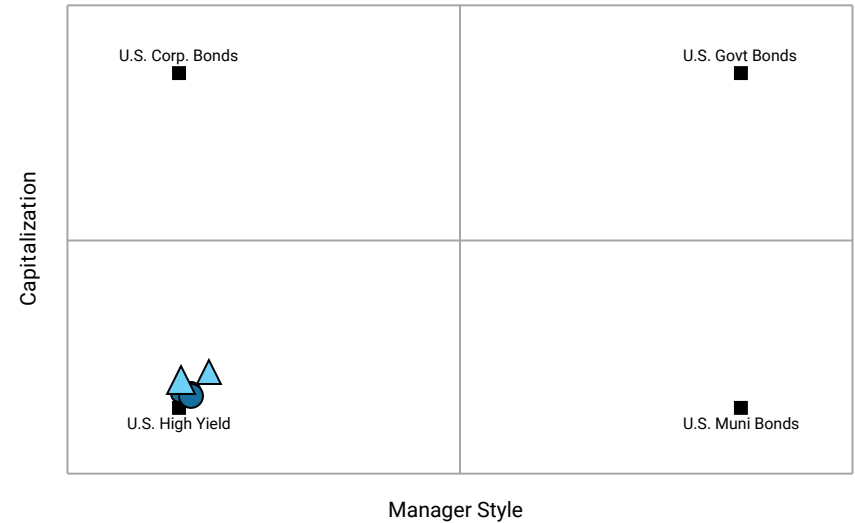 U.S. Corp. Bonds
U.S. Govt Bonds
Capitalization
U.S. High Yield
U.S. Muni Bonds
Manager Style